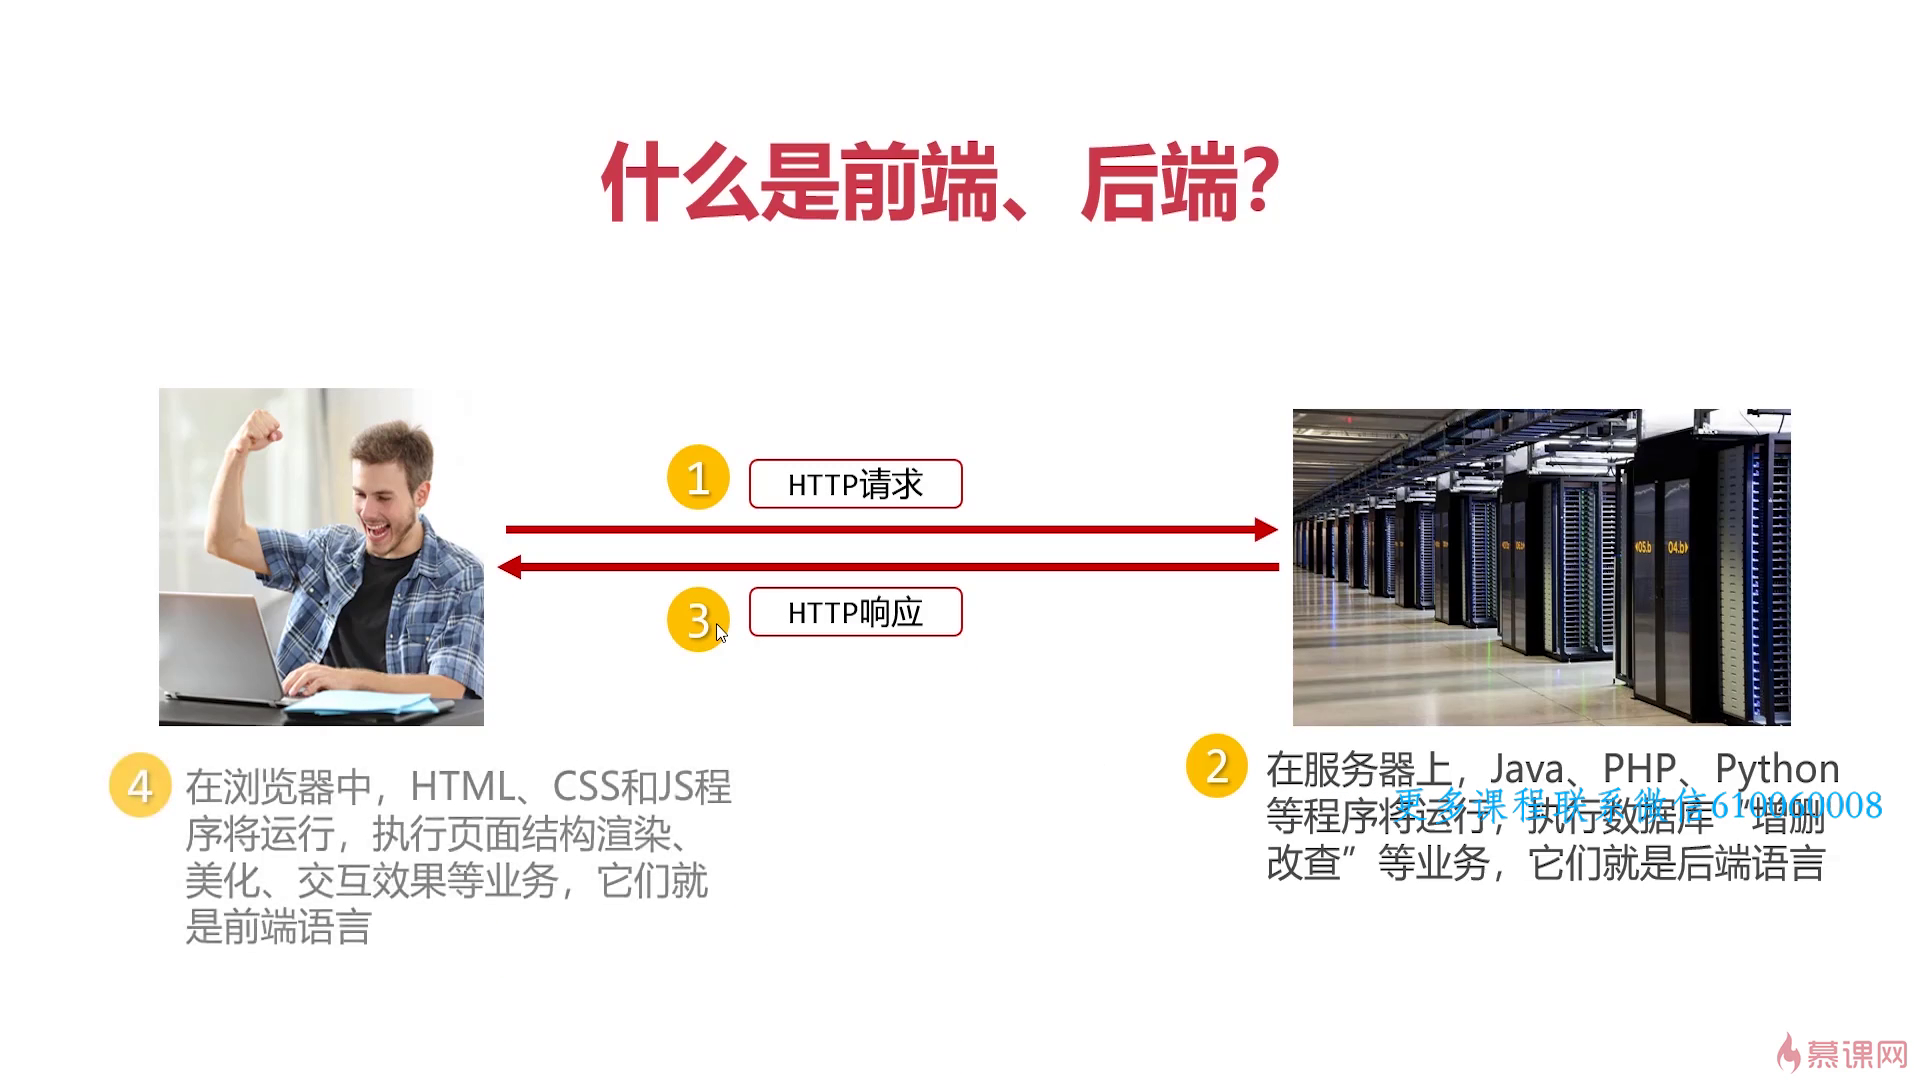 什么是前端、后端?
1
HTTP请求
3
HTTP响应
05.b
04.b
2
在服务器上，Java、PHP、Python
等程序将运行，执行数据库“增删
改查”等业务，它们就是后端语言
更多课程联系微信610060008
4
在浏览器中，HTML、CSS和JS程
序将运行，执行页面结构渲染、
美化、交互效果等业务，它们就
是前端语言
慕课网